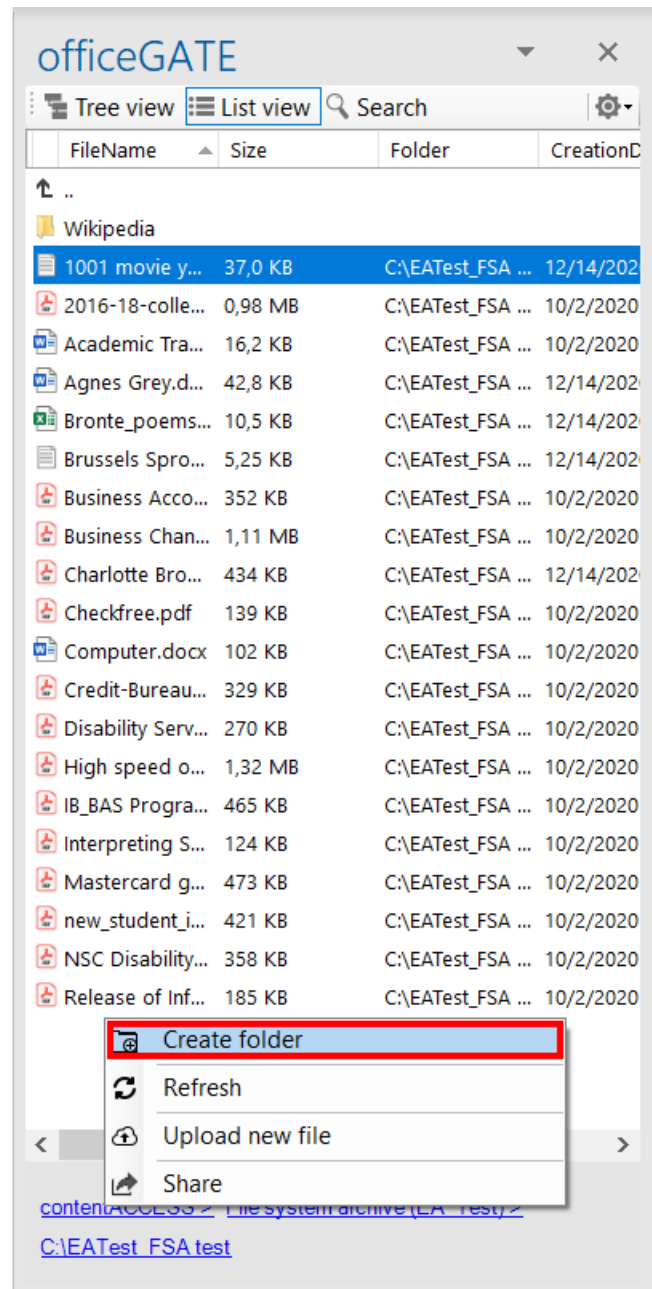 officeGATE
Tree view List view Search
FileName Size Folder CreationD
..
Wikipedia
1001 movie y... 37,0 KB C:\EATest_FSA ... 12/14/202
2016-18-colle... 0,98 MB C:\EATest_FSA ... 10/2/2020
Academic Tra... 16,2 KB C:\EATest_FSA ... 10/2/2020
Agnes Grey.d... 42,8 KB C:\EATest_FSA ... 12/14/202
Bronte_poems... 10,5 KB C:\EATest_FSA ... 12/14/202
Brussels Spro... 5,25 KB C:\EATest_FSA ... 12/14/202
Business Acco... 352 KB C:\EATest_FSA ... 10/2/2020
Business Chan... 1,11 MB C:\EATest_FSA ... 10/2/2020
Charlotte Bro... 434 KB C:\EATest_FSA ... 12/14/202
Checkfree.pdf 139 KB C:\EATest_FSA ... 10/2/2020
Computer.docx 102 KB C:\EATest_FSA ... 10/2/2020
Credit-Bureau... 329 KB C:\EATest_FSA ... 10/2/2020
Disability Serv... 270 KB C:\EATest_FSA ... 10/2/2020
High speed o... 1,32 MB C:\EATest_FSA ... 10/2/2020
IB_BAS Progra... 465 KB C:\EATest_FSA ... 10/2/2020
Interpreting S... 124 KB C:\EATest_FSA ... 10/2/2020
Mastercard g... 473 KB C:\EATest_FSA ... 10/2/2020
new_student_i... 421 KB C:\EATest_FSA ... 10/2/2020
NSC Disability... 358 KB C:\EATest_FSA ... 10/2/2020
Release of Inf... 185 KB C:\EATest_FSA ... 10/2/2020
Create folder
Refresh
Upload new file
Share
contentACCESS > File system archive (EA_Test) >
C:\EATest_FSA test